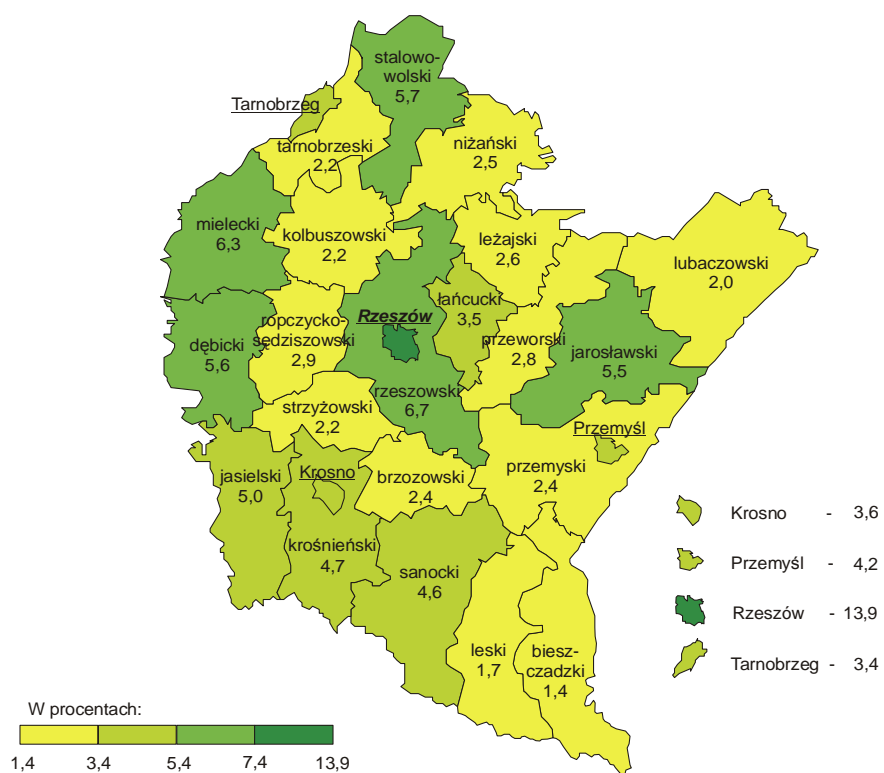 stalowo-
wolski
5,7
Tarnobrzeg
tarnobrzeski
2,2
niżański
2,5
mielecki
6,3
kolbuszowski
2,2
leżajski
2,6
lubaczowski
2,0
łańcucki
3,5
ropczycko-
sędziszowski
2,9
Rzeszów
dębicki
5,6
przeworski
2,8
jarosławski
5,5
rzeszowski
6,7
strzyżowski
2,2
Przemyśl
jasielski
5,0
Krosno
brzozowski
2,4
przemyski
2,4
krośnieński
4,7
sanocki
4,6
leski
1,7
biesz-
czadzki
1,4
Krosno - 3,6
Przemyśl - 4,2
Rzeszów - 13,9
Tarnobrzeg - 3,4
W procentach:
1,4 3,4 5,4 7,4 13,9